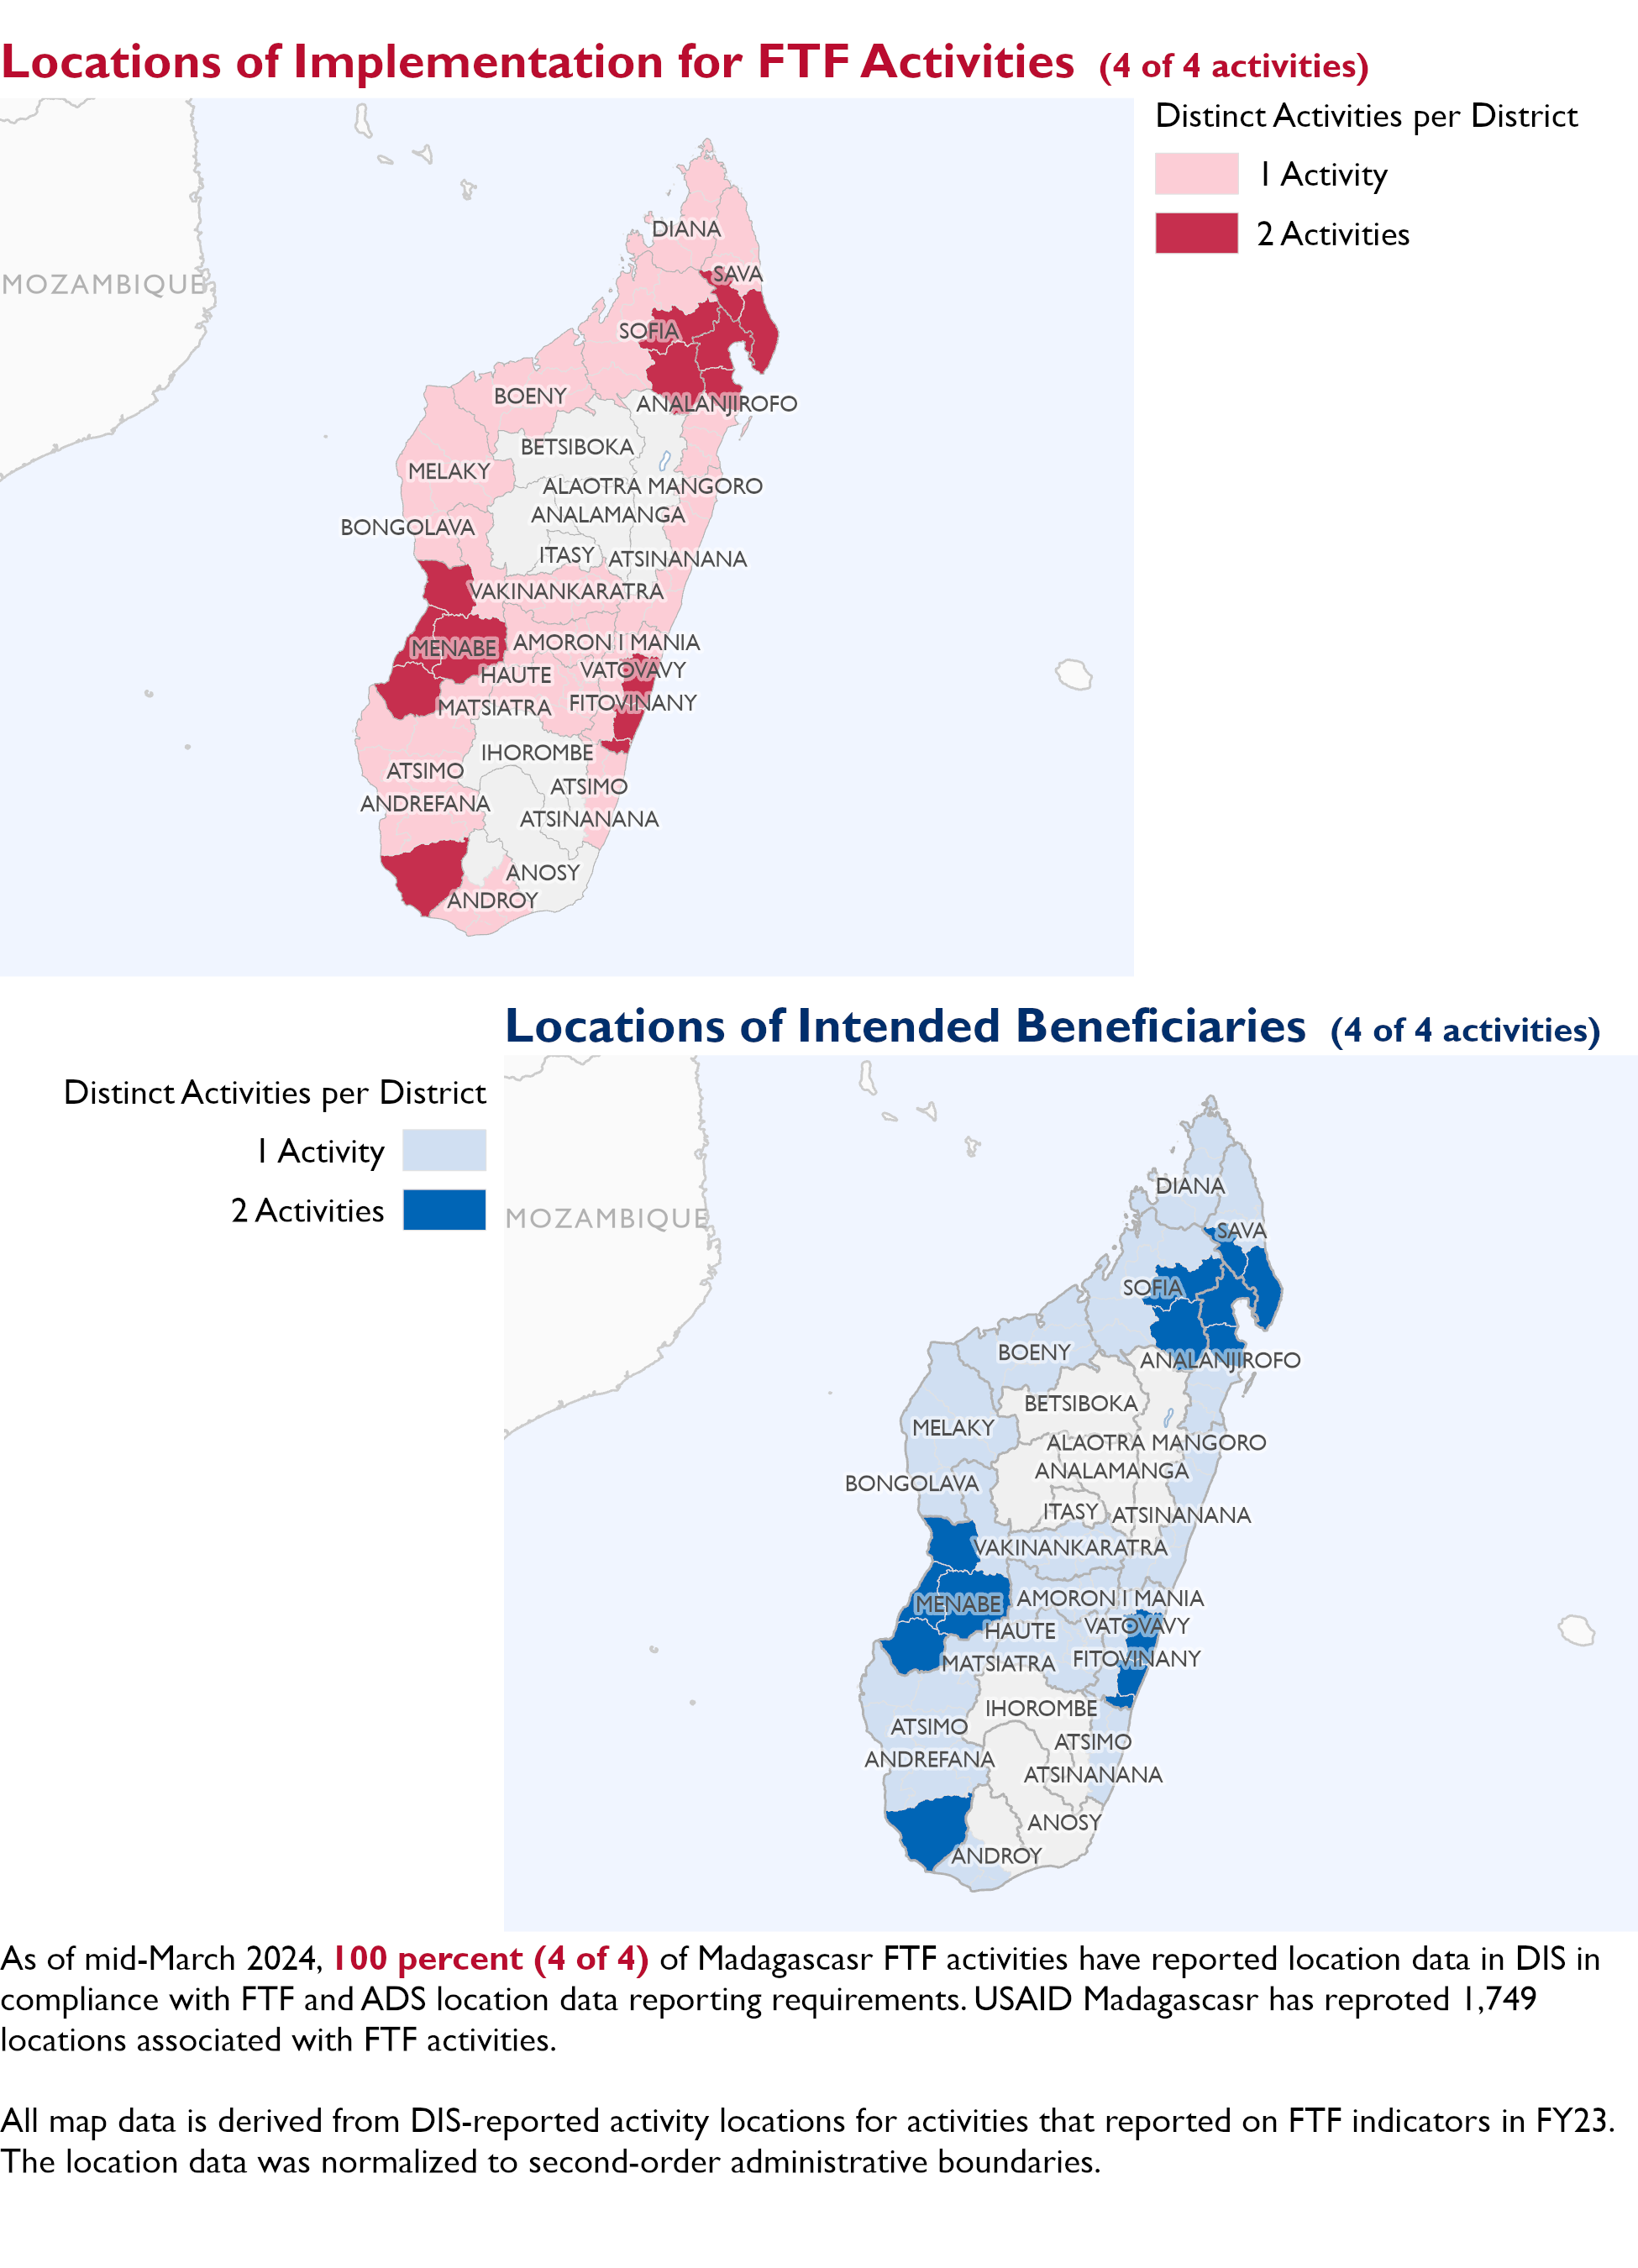 Locations of Implementation for FTF Activities (4 of 4 activities)
Distinct Activities per District
1 Activity
2 Activities
MOZAMBIQUE
DIANA
SAVA
SOFIA
BOENY
ANALANJIROFO
BETSIBOKA
MELAKY
ALAOTRA MANGORO
ANALAMANGA
BONGOLAVA
ITASY
ATSINANANA
VAKINANKARATRA
AMORON I MANIA
MENABE
VATOVAVY
HAUTE
FITOVINANY
MATSIATRA
IHOROMBE
ATSIMO
ATSIMO
ANDREFANA
ATSINANANA
ANOSY
ANDROY
Locations of Intended Beneficiaries (4 of 4 activities)
Distinct Activities per District
1 Activity
2 Activities
MOZAMBIQUE
DIANA
SAVA
SOFIA
BOENY
ANALANJIROFO
BETSIBOKA
MELAKY
ALAOTRA MANGORO
ANALAMANGA
BONGOLAVA
ITASY
ATSINANANA
VAKINANKARATRA
AMORON I MANIA
MENABE
VATOVAVY
HAUTE
FITOVINANY
MATSIATRA
IHOROMBE
ATSIMO
ATSIMO
ANDREFANA
ATSINANANA
ANOSY
ANDROY
As of mid-March 2024, 100 percent (4 of 4) of Madagascasr FTF activities have reported location data in DIS in
compliance with FTF and ADS location data reporting requirements. USAID Madagascasr has reproted 1,749
locations associated with FTF activities.
All map data is derived from DIS-reported activity locations for activities that reported on FTF indicators in FY23.
The location data was normalized to second-order administrative boundaries.